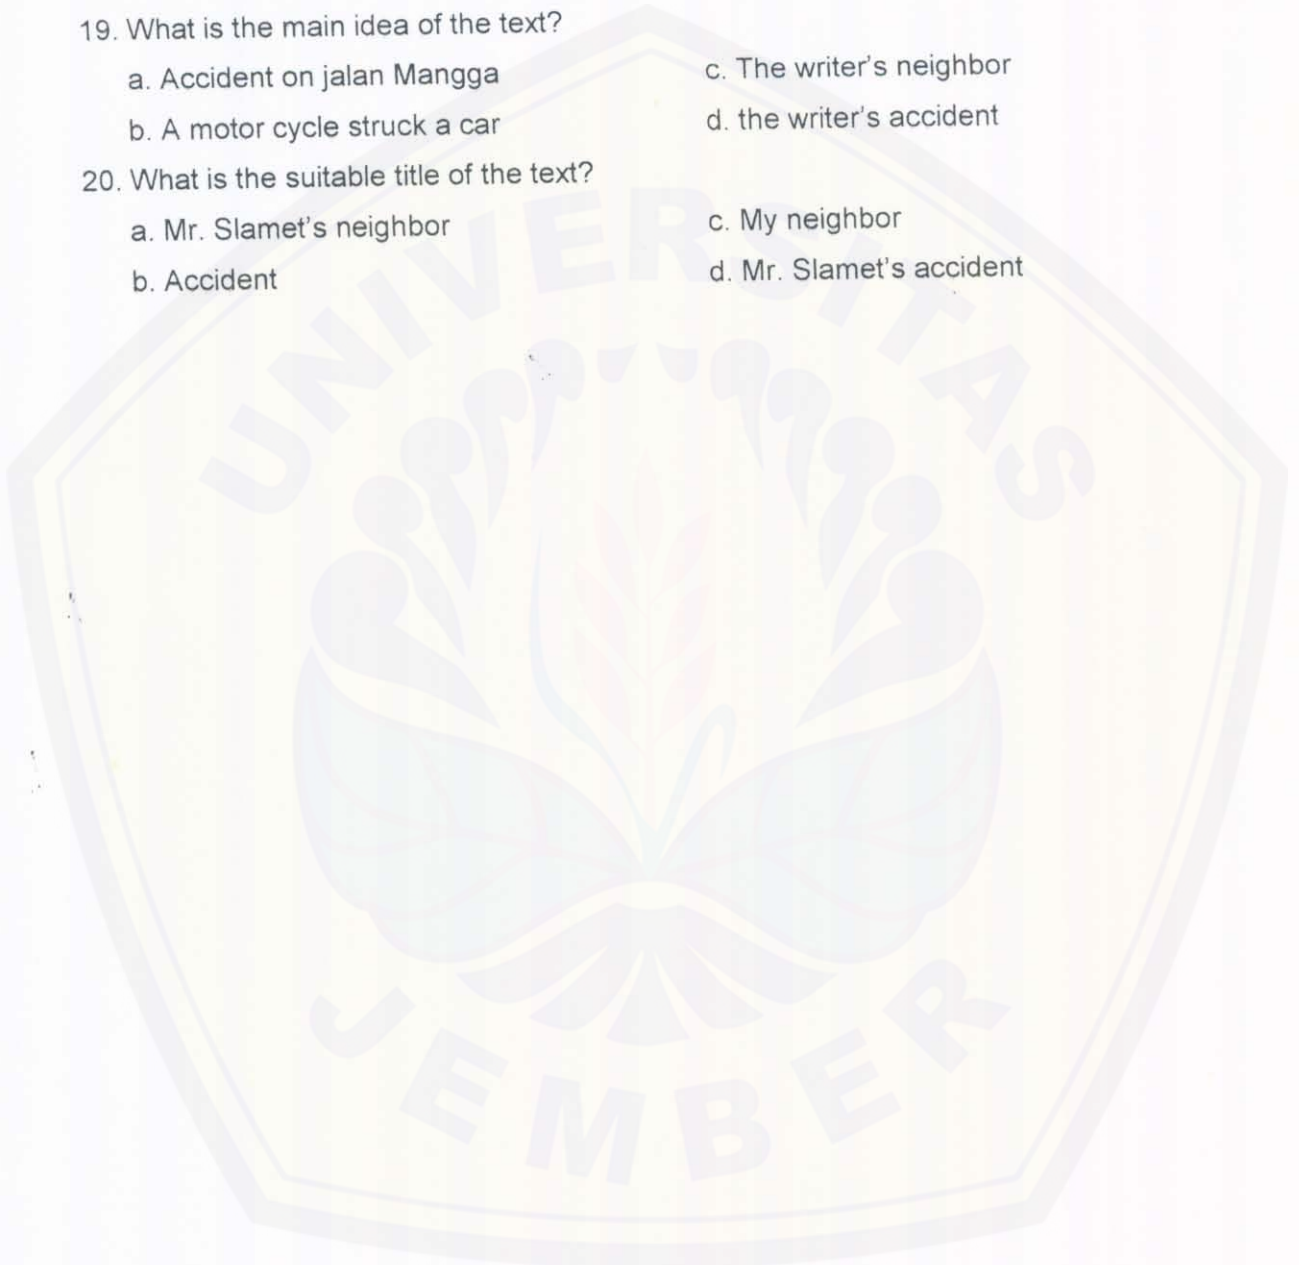 19. What is the main idea of the text?
a. Accident on jalan Mangga
c. The writer's neighbor
b. A motor cycle struck a car
d. the writer's accident
20. What is the suitable title of the text?
a. Mr. Slamet's neighbor
c. My neighbor
b. Accident
d. Mr. Slamet's accident
UNIVERSITAS
JEMBER